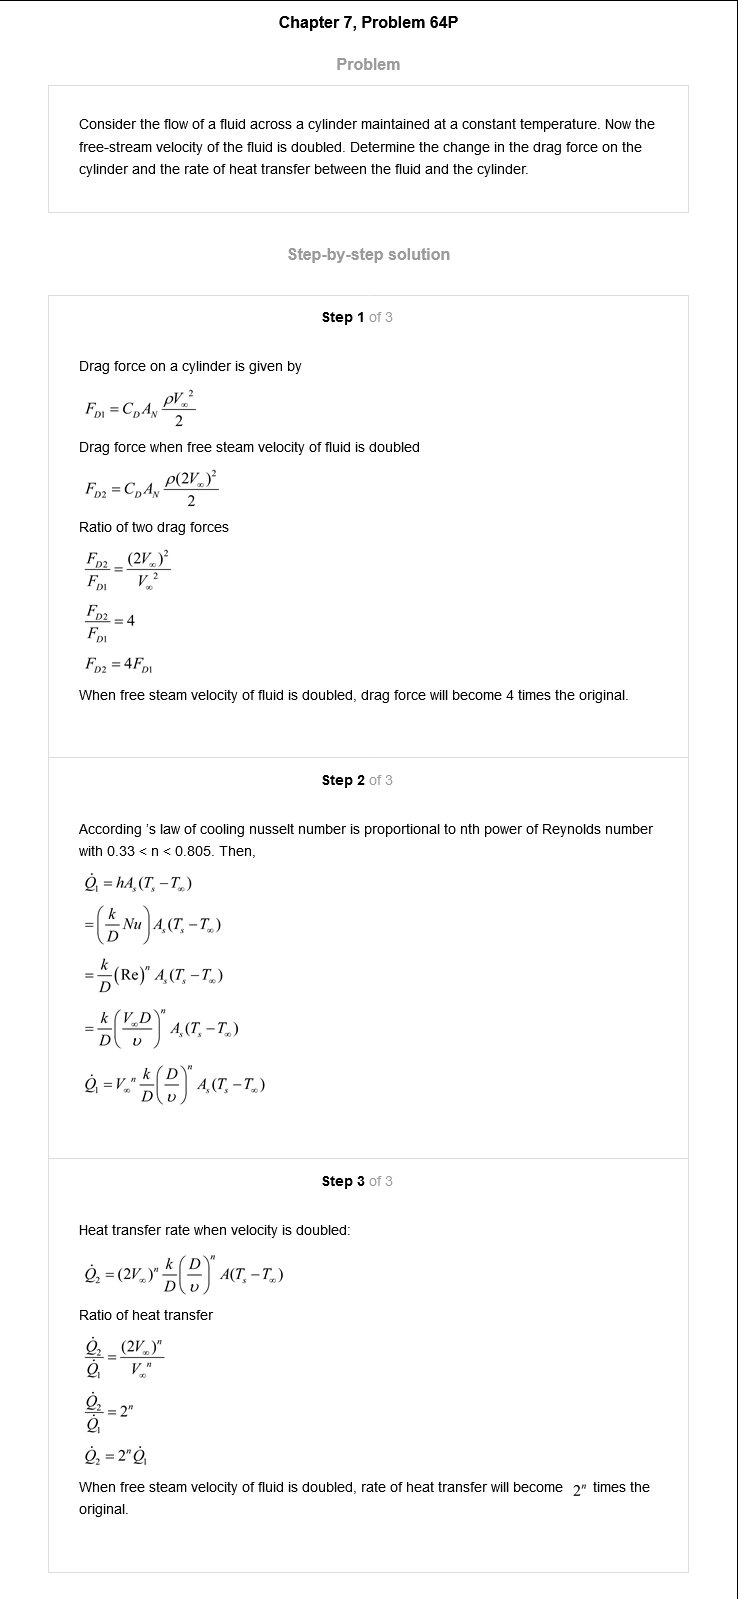 Chapter 7, Problem 64P
Problem
Consider the flow of a fluid across a cylinder maintained at a constant temperature. Now the
free-stream velocity of the fluid is doubled. Determine the change in the drag force on the
cylinder and the rate of heat transfer between the fluid and the cylinder.
Step-by-step solution
Step 1 of 3
Drag force on a cylinder is given by
F_{D1} = C_D A_N \frac{\rho V_\infty^2}{2}
Drag force when free steam velocity of fluid is doubled
F_{D2} = C_D A_N \frac{\rho (2V_\infty)^2}{2}
Ratio of two drag forces
\frac{F_{D2}}{F_{D1}} = \frac{(2V_\infty)^2}{V_\infty^2}
\frac{F_{D2}}{F_{D1}} = 4
F_{D2} = 4F_{D1}
When free steam velocity of fluid is doubled, drag force will become 4 times the original.
Step 2 of 3
According 's law of cooling nusselt number is proportional to nth power of Reynolds number
with 0.33 < n < 0.805. Then,
\dot{Q}_1 = hA_s(T_s - T_\infty)
= \left(\frac{k}{D} Nu\right) A_s(T_s - T_\infty)
= \frac{k}{D} (Re)^n A_s(T_s - T_\infty)
= \frac{k}{D} \left(\frac{V_\infty D}{\upsilon}\right)^n A_s(T_s - T_\infty)
\dot{Q}_1 = V_\infty^n \frac{k}{D} \left(\frac{D}{\upsilon}\right)^n A_s(T_s - T_\infty)
Step 3 of 3
Heat transfer rate when velocity is doubled:
\dot{Q}_2 = (2V_\infty)^n \frac{k}{D} \left(\frac{D}{\upsilon}\right)^n A(T_s - T_\infty)
Ratio of heat transfer
\frac{\dot{Q}_2}{\dot{Q}_1} = \frac{(2V_\infty)^n}{V_\infty^n}
\frac{\dot{Q}_2}{\dot{Q}_1} = 2^n
\dot{Q}_2 = 2^n \dot{Q}_1
When free steam velocity of fluid is doubled, rate of heat transfer will become 2^n times the
original.